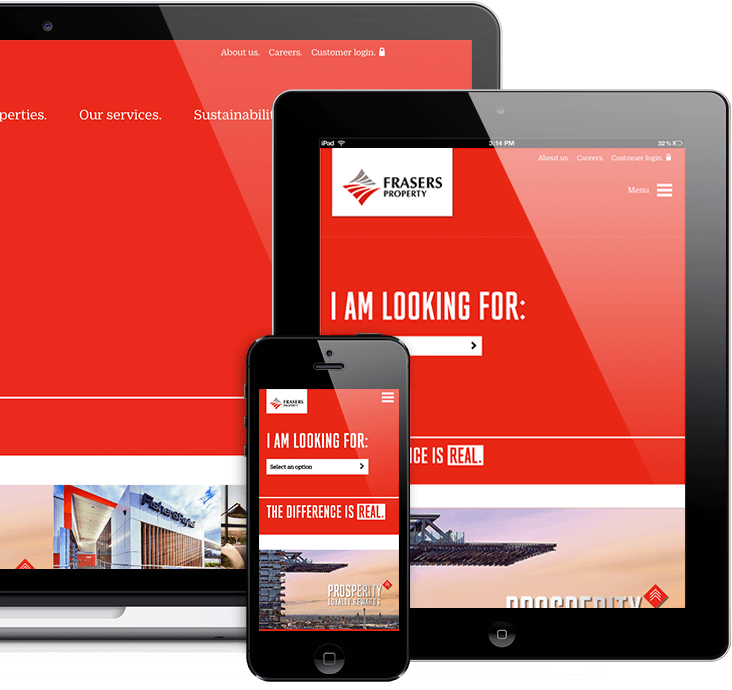 About us. Careers. Customer login.
perties. Our services. Sustainabilit
iPad 3:14 PM 32%
About us. Careers. Customer login.
FRASERS
PROPERTY
Menu
I AM LOOKING FOR:
CE IS REAL.
PROSPERITY
FRASERS
PROPERTY
I AM LOOKING FOR:
Select an option
THE DIFFERENCE IS REAL.
PROSPERITY
LOYALTY REWARDS